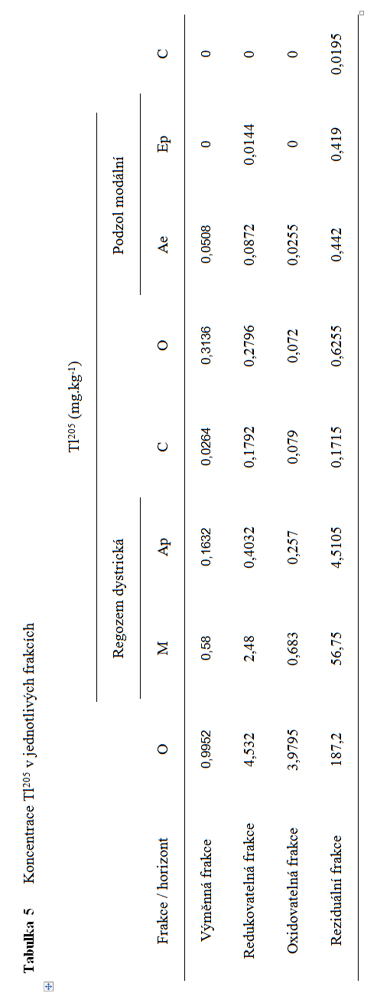 Tabulka 5 Koncentrace Tl²⁰⁵ v jednotlivých frakcích
Tl²⁰⁵ (mg.kg⁻¹)
Regozem dystrická Podzol modální
Frakce / horizont O M Ap C O Ae Ep C
Výměnná frakce 0,9952 0,58 0,1632 0,0264 0,3136 0,0508 0 0
Redukovatelná frakce 4,532 2,48 0,4032 0,1792 0,2796 0,0872 0,0144 0
Oxidovatelná frakce 3,9795 0,683 0,257 0,079 0,072 0,0255 0 0
Reziduální frakce 187,2 56,75 4,5105 0,1715 0,6255 0,442 0,419 0,0195